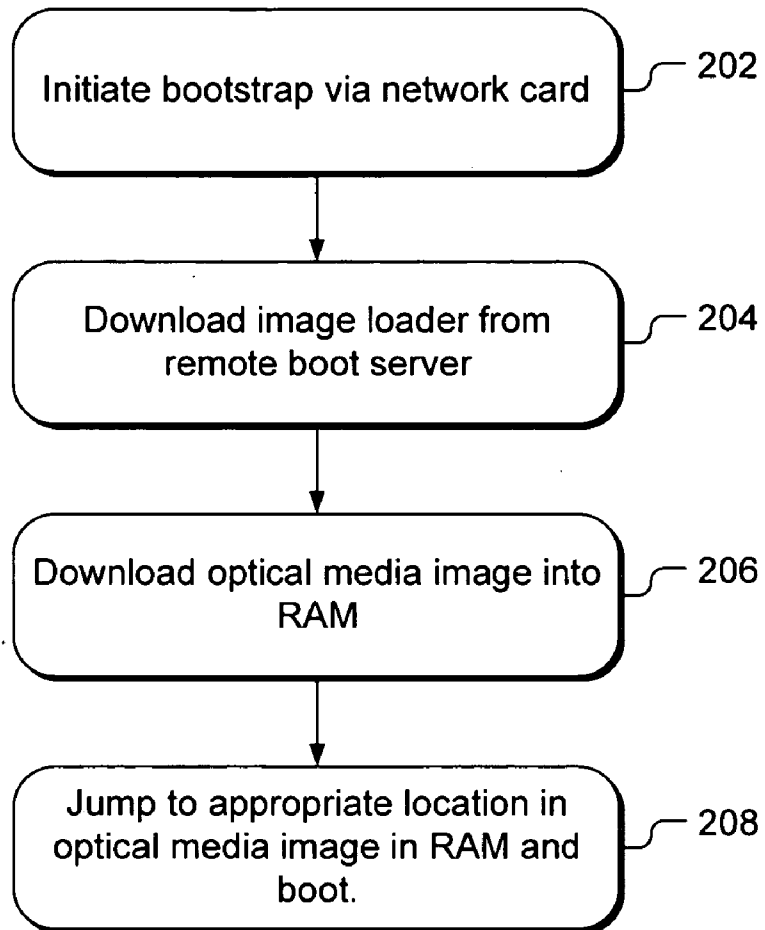 Initiate bootstrap via network card
202
Download image loader from
remote boot server
204
Download optical media image into
RAM
206
Jump to appropriate location in
optical media image in RAM and
boot.
208